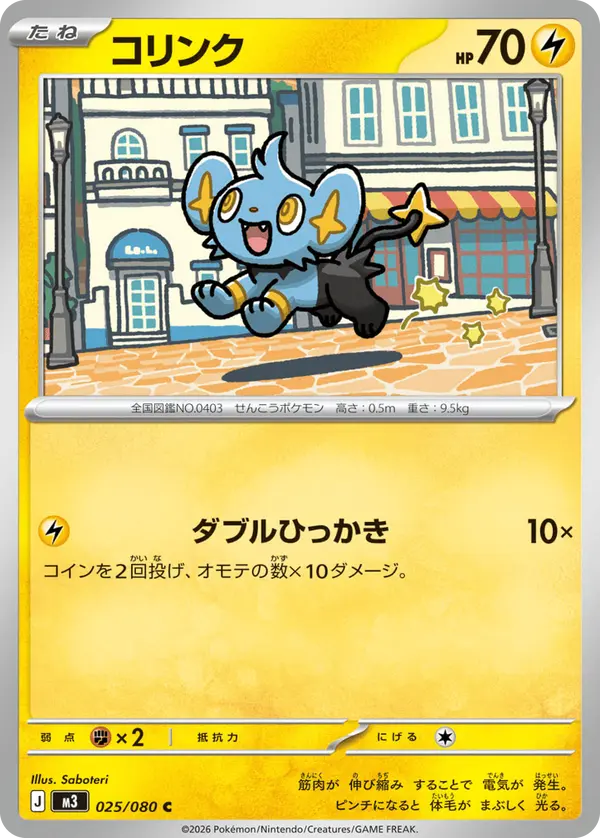 たね
コリンク
HP70
全国図鑑NO.0403 せんこうポケモン 高さ:0.5m 重さ:9.5kg
ダブルひっかき 10×
コインを2回投げ、オモテの数×10ダメージ。
弱点 ×2 抵抗力 にげる
Illus. Saboteri
筋肉が 伸び縮み することで 電気が 発生。
ピンチになると 体毛が まぶしく 光る。
J M3 025/080 C
©2026 Pokémon/Nintendo/Creatures/GAME FREAK.